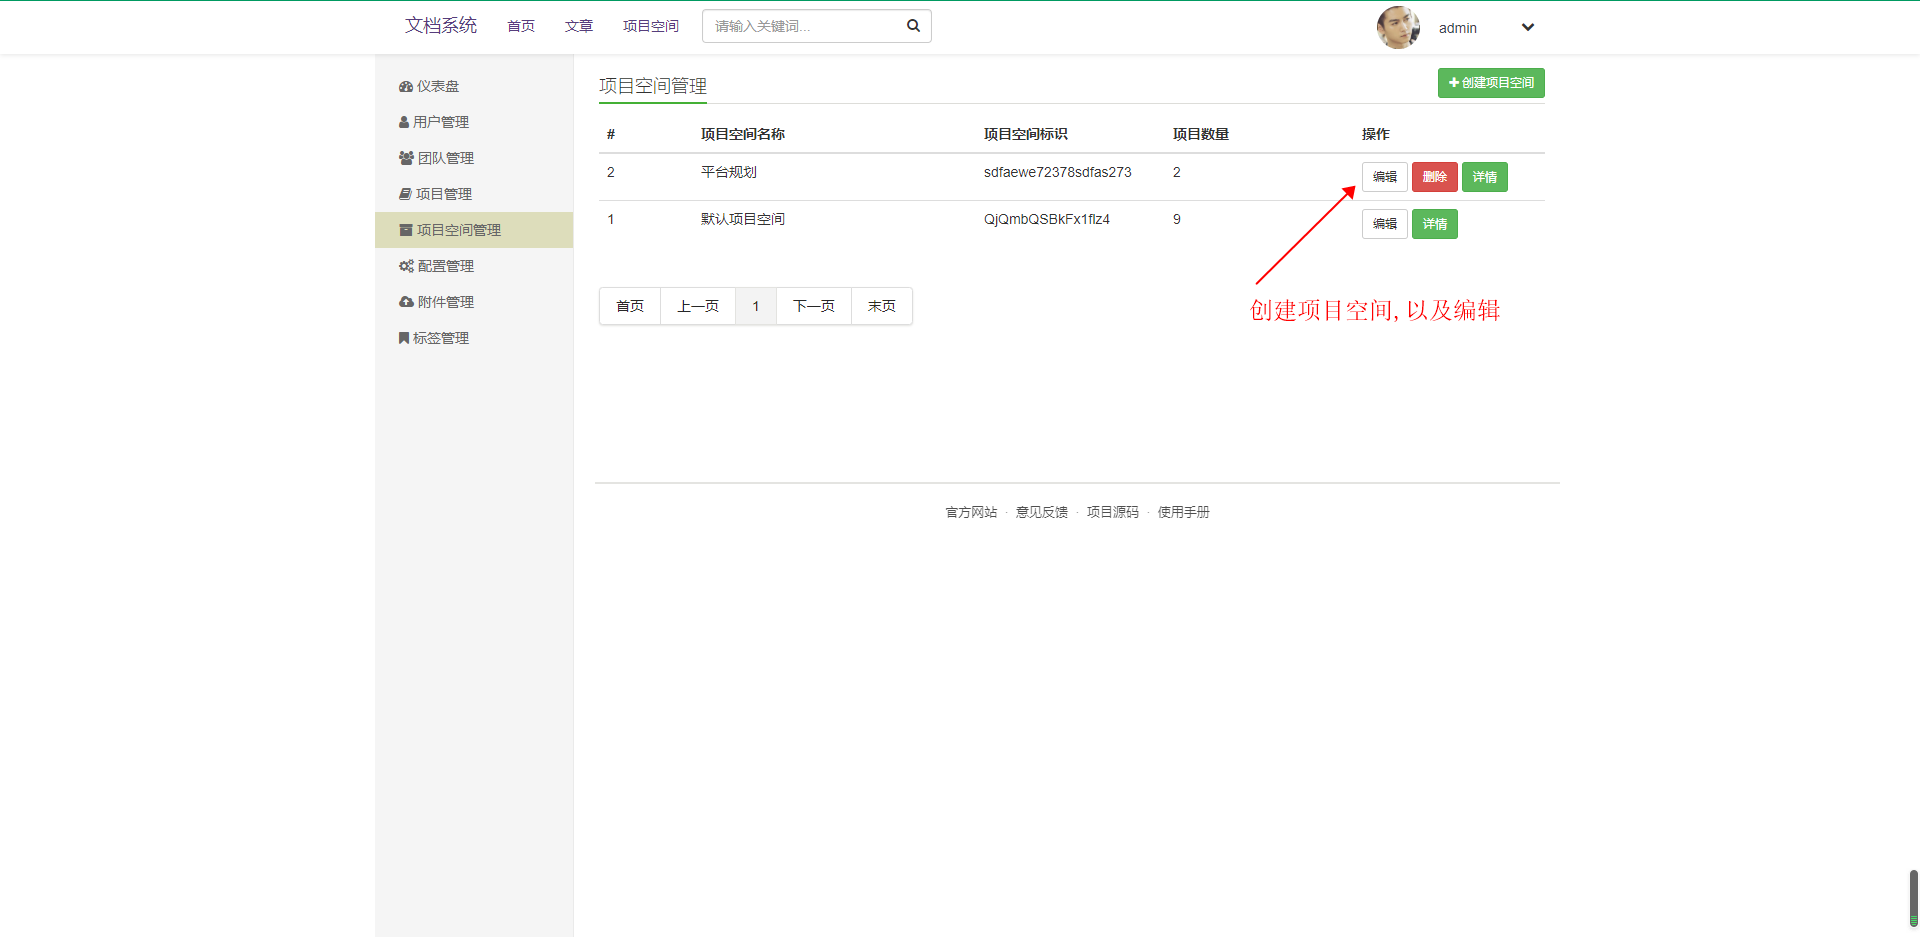 文档系统 首页 文章 项目空间 请输入关键词... admin
仪表盘
用户管理
团队管理
项目管理
项目空间管理
配置管理
附件管理
标签管理
项目空间管理 创建项目空间
# 项目空间名称 项目空间标识 项目数量 操作
2 平台规划 sdfaewe72378sdfas273 2 编辑 删除 详情
1 默认项目空间 QjQmbQSBkFx1flz4 9 编辑 详情
首页 上一页 1 下一页 末页
创建项目空间, 以及编辑
官方网站 · 意见反馈 · 项目源码 · 使用手册